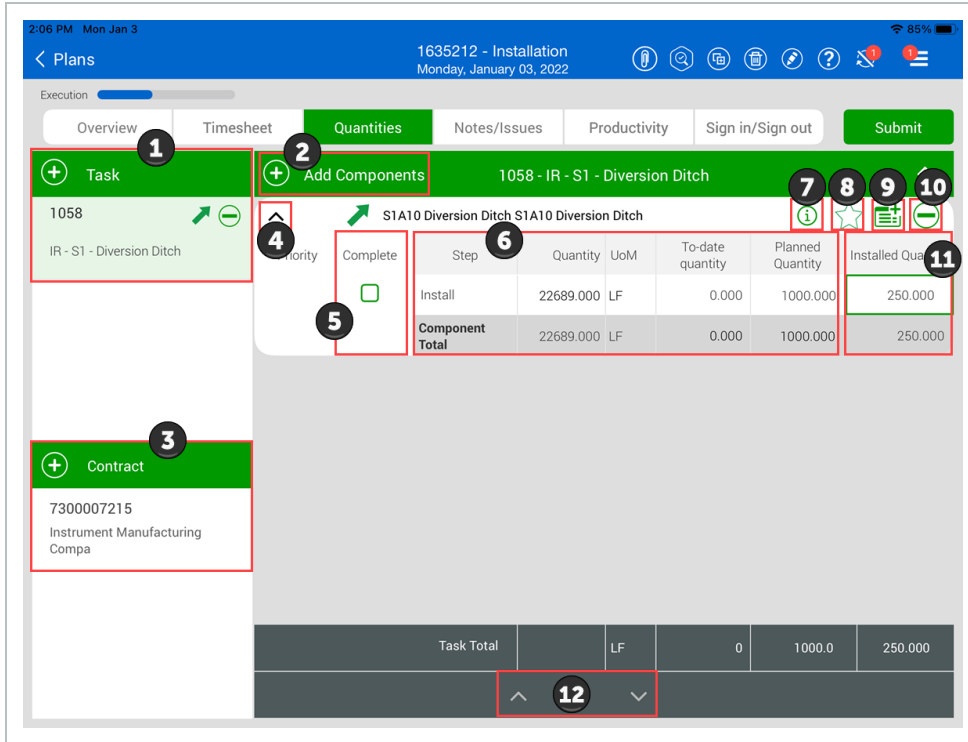 2:06 PM Mon Jan 3
85%
Plans
1635212 - Installation
Monday, January 03, 2022
1
1
Execution
Overview
Timesheet
Quantities
Notes/Issues
Productivity
Sign in/Sign out
Submit
1
2
Task
Add Components
1058 - IR - S1 - Diversion Ditch
7
8
9
10
1058
IR - S1 - Diversion Ditch
S1A10 Diversion Ditch S1A10 Diversion Ditch
4
Complete
6
Step
Quantity
UoM
To-date quantity
Planned Quantity
Installed
11
5
Install
22689.000
LF
0.000
1000.000
250.000
Component Total
22689.000
LF
0.000
1000.000
250.000
3
Contract
7300007215
Instrument Manufacturing
Compa
Task Total
LF
0
1000.0
250.000
12